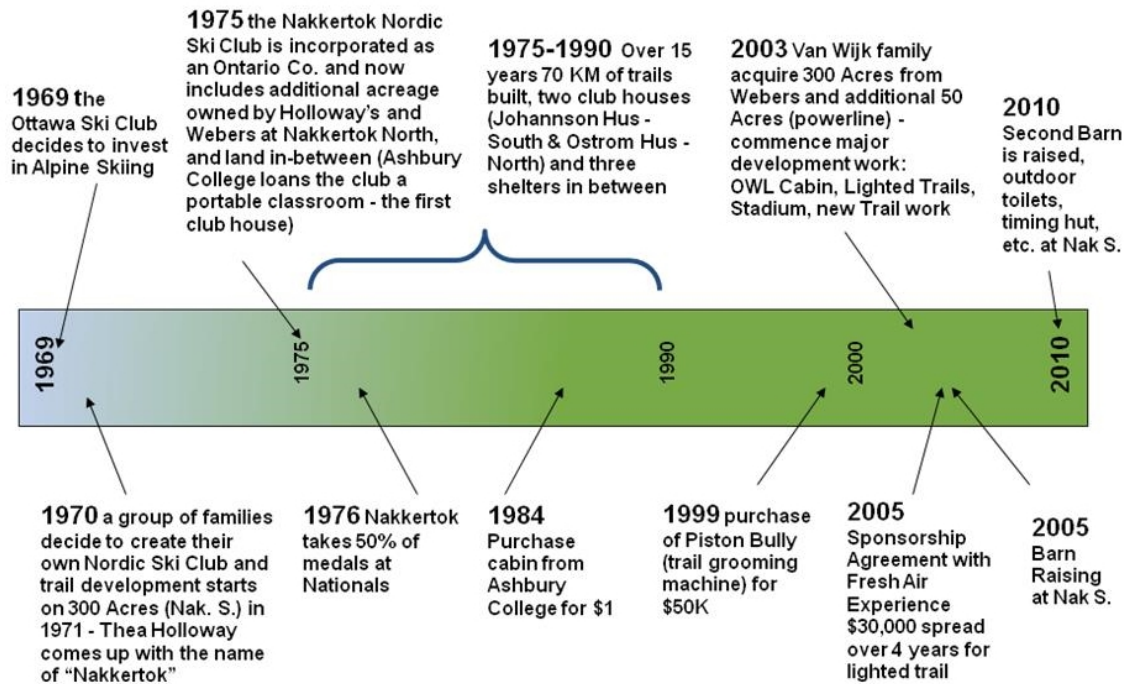 1969 the
Ottawa Ski Club
decides to invest
in Alpine Skiing
1975 the Nakkertok Nordic
Ski Club is incorporated as
an Ontario Co. and now
includes additional acreage
owned by Holloway's and
Webers at Nakkertok North,
and land in-between (Ashbury
College loans the club a
portable classroom - the first
club house)
1975-1990 Over 15
years 70 KM of trails
built, two club houses
(Johannson Hus -
South & Ostrom Hus -
North) and three
shelters in between
2003 Van Wijk family
acquire 300 Acres from
Webers and additional 50
Acres (powerline) -
commence major
development work:
OWL Cabin, Lighted Trails,
Stadium, new Trail work
2010
Second Barn
is raised,
outdoor
toilets,
timing hut,
etc. at Nak S.
1969
1975
1990
2000
2010
1970 a group of families
decide to create their
own Nordic Ski Club and
trail development starts
on 300 Acres (Nak. S.) in
1971 - Thea Holloway
comes up with the name
of “Nakkertok”
1976 Nakkertok
takes 50% of
medals at
Nationals
1984
Purchase
cabin from
Ashbury
College for $1
1999 purchase
of Piston Bully
(trail grooming
machine) for
$50K
2005
Sponsorship
Agreement with
Fresh Air
Experience
$30,000 spread
over 4 years for
lighted trail
2005
Barn
Raising
at Nak S.